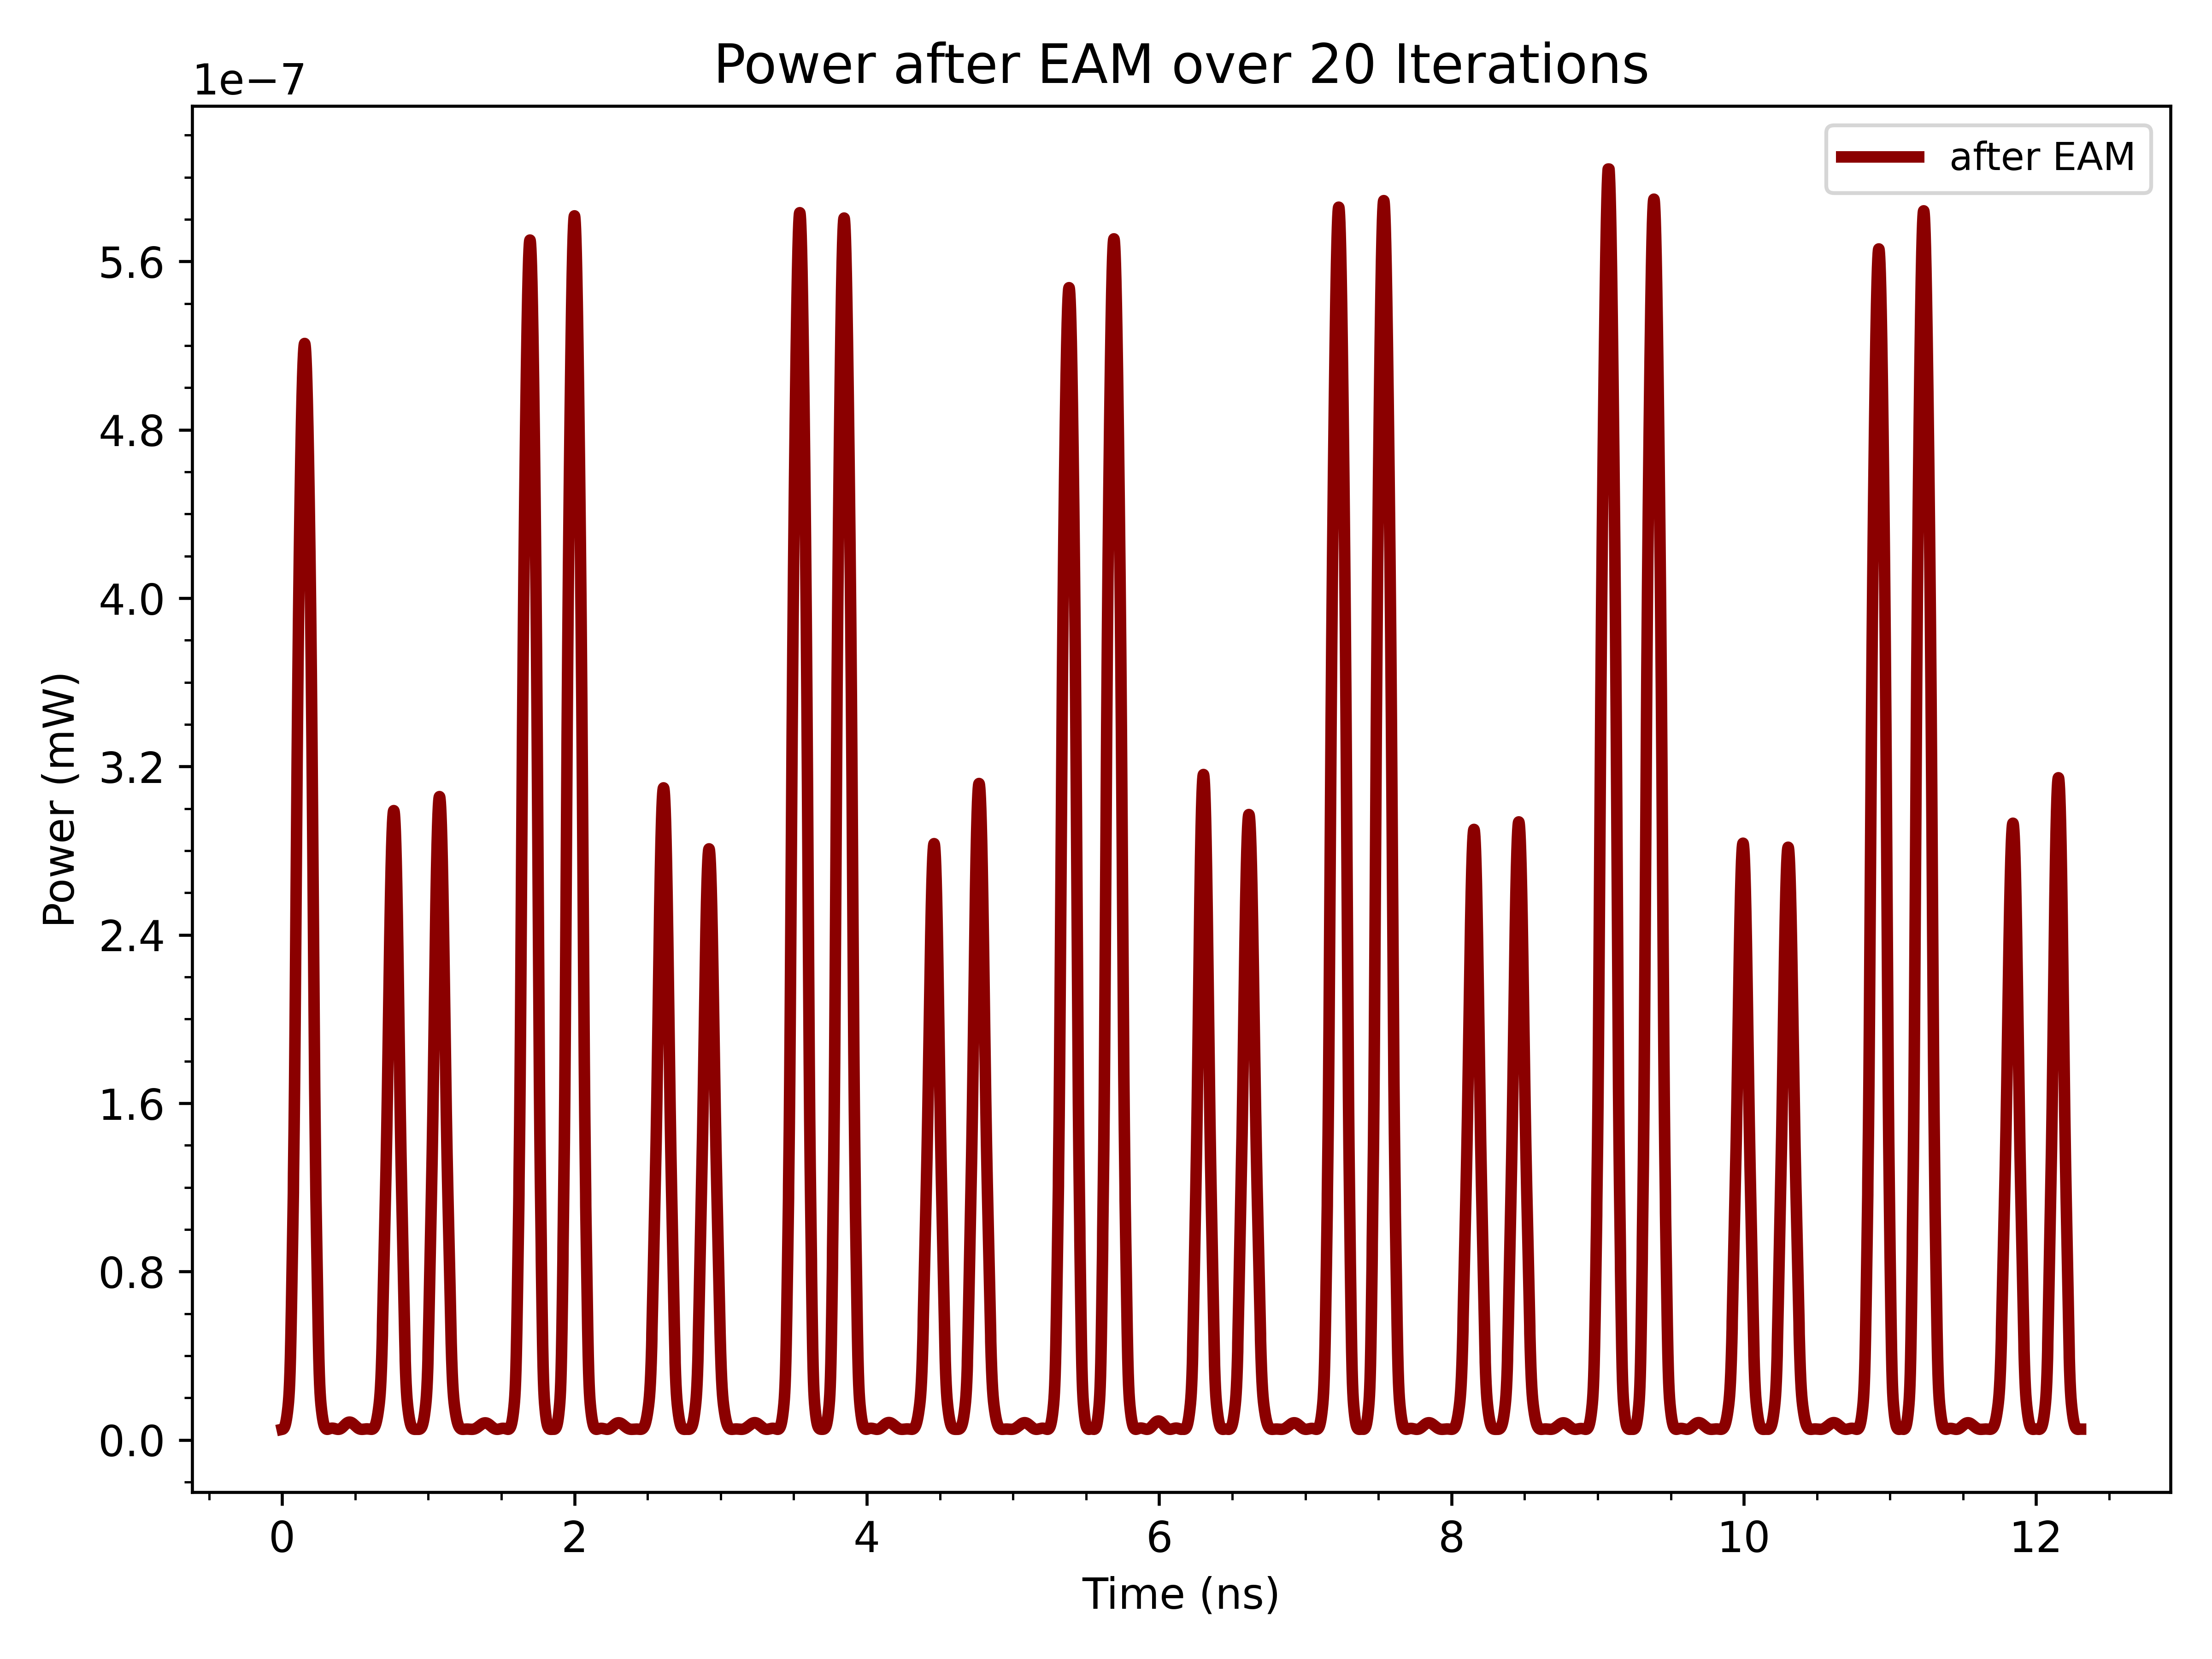 Power after EAM over 20 Iterations
1e−7
after EAM
5.6
4.8
4.0
3.2
2.4
1.6
0.8
0.0
Power (mW)
0 2 4 6 8 10 12
Time (ns)